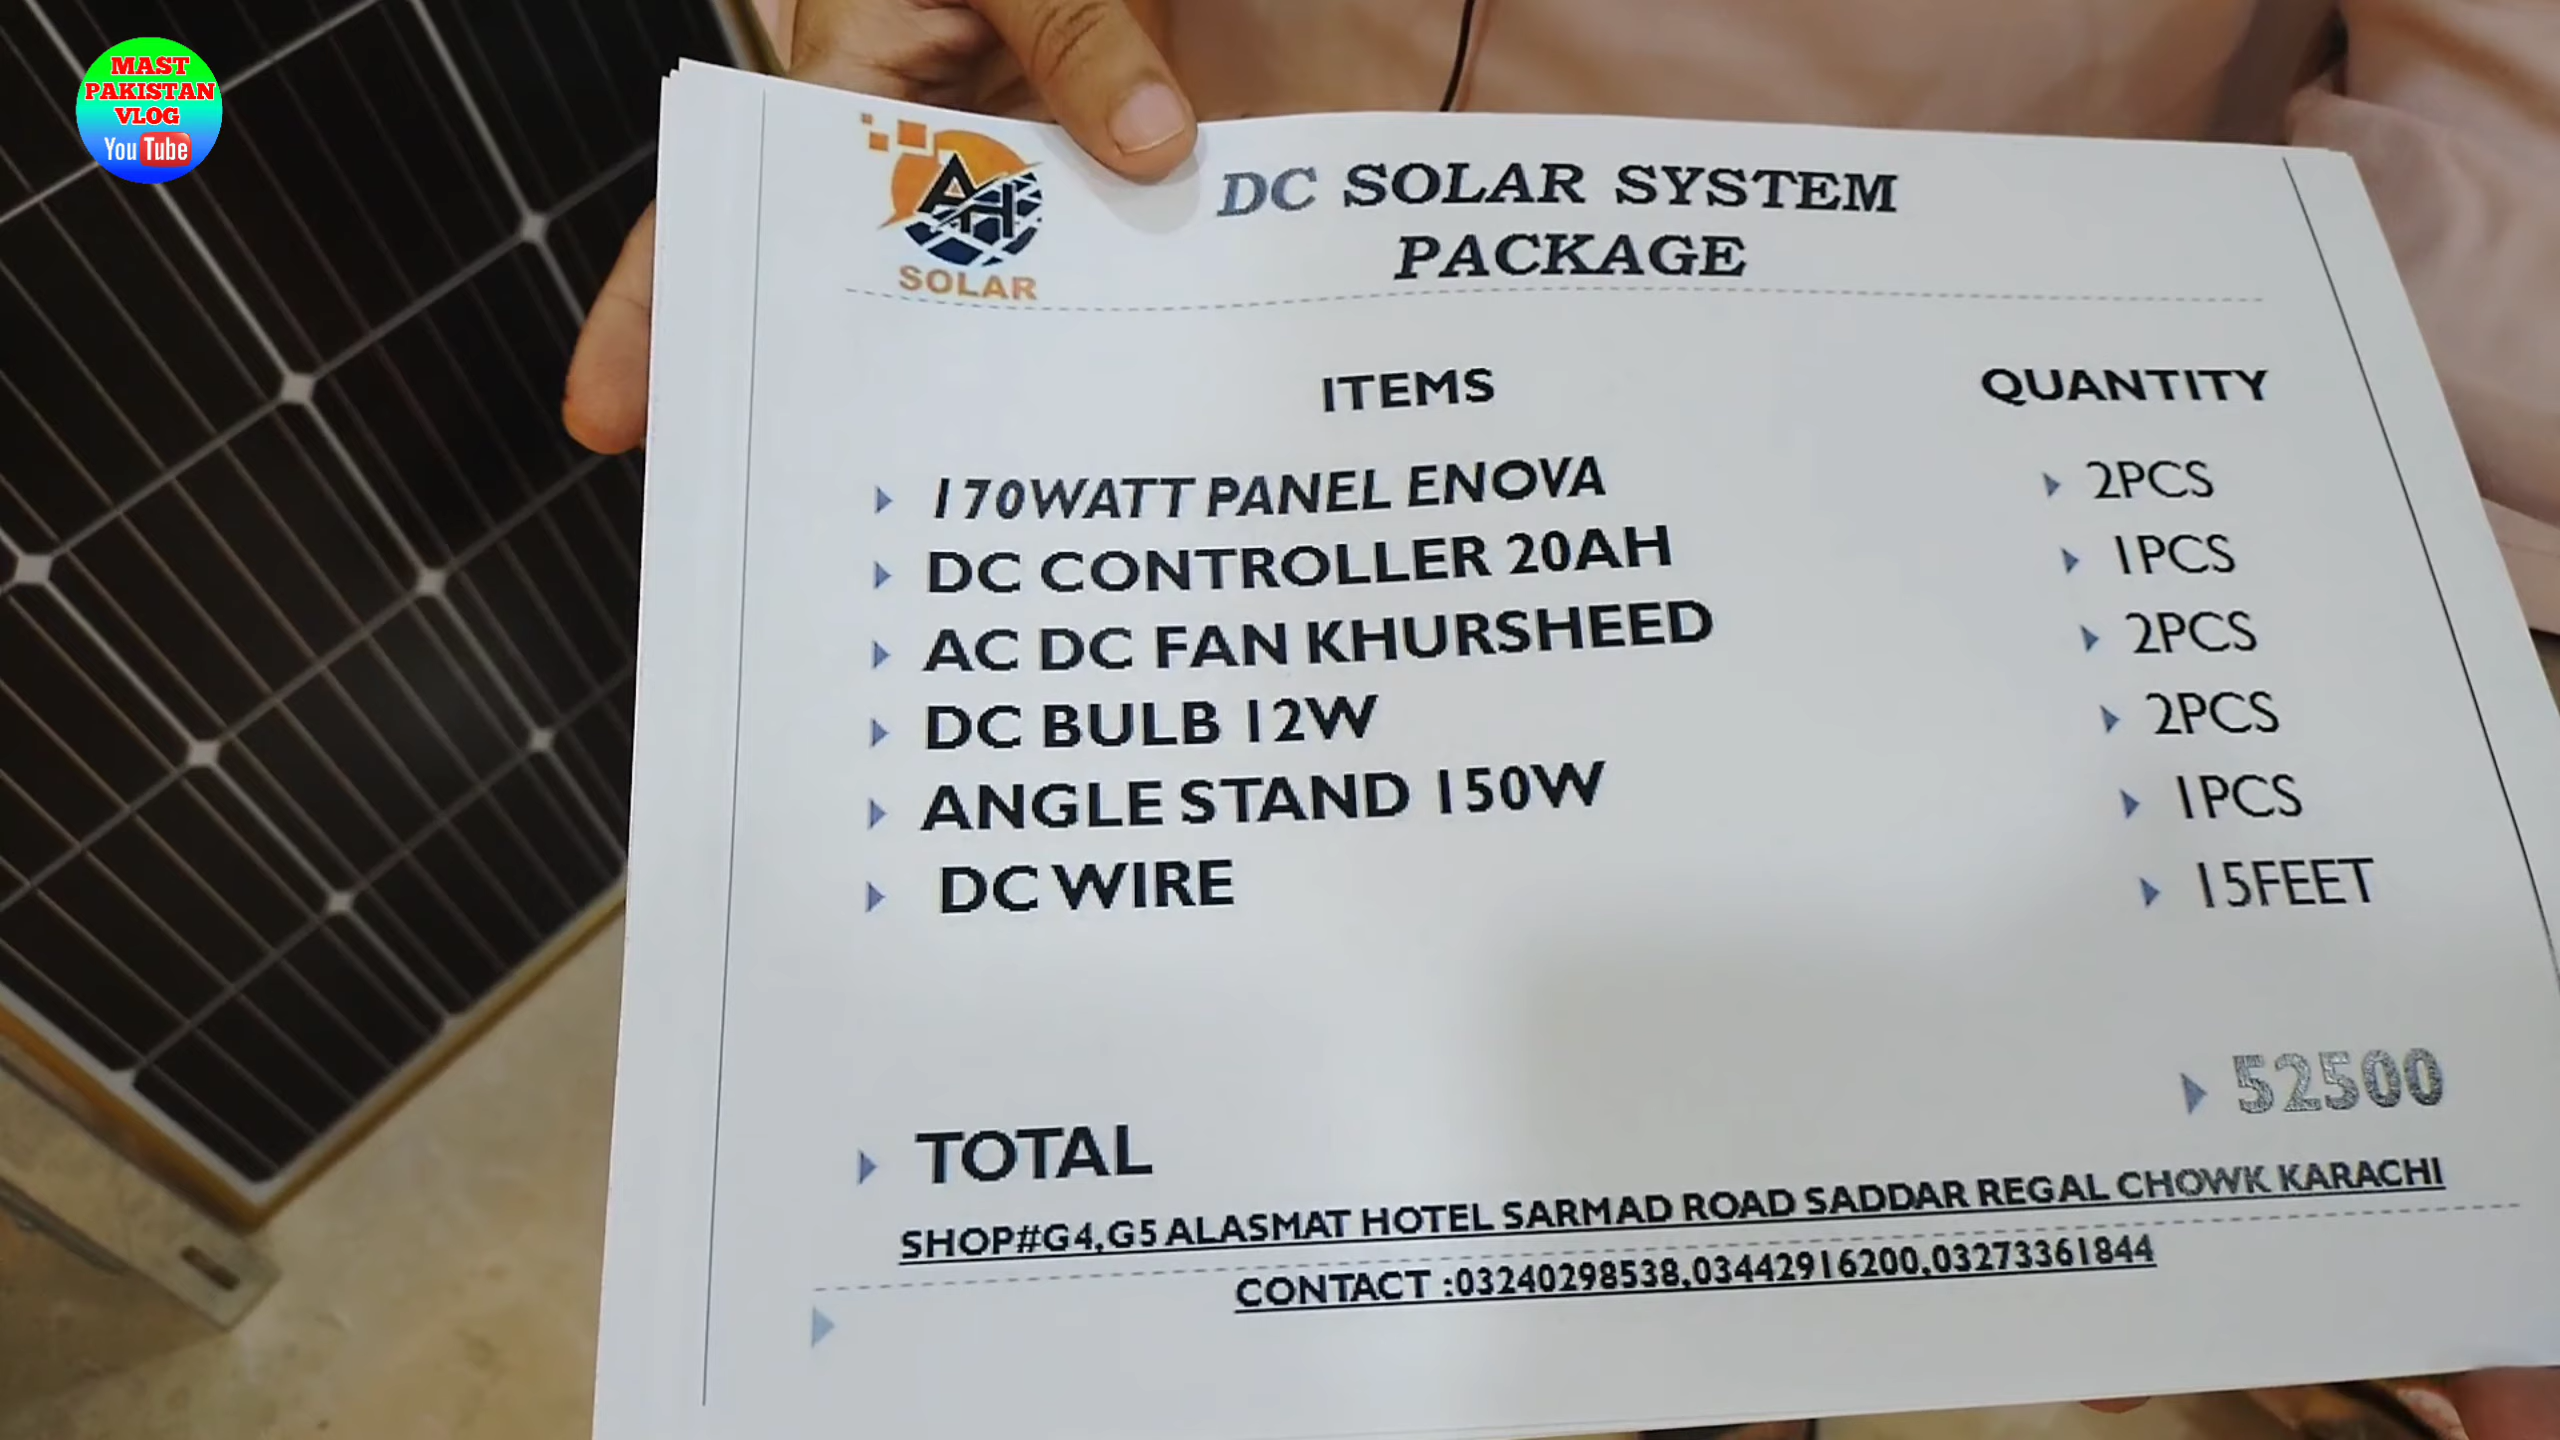 MAST
PAKISTAN
VLOG
You Tube
AH
SOLAR
DC SOLAR SYSTEM
PACKAGE
ITEMS QUANTITY
170WATT PANEL ENOVA 2PCS
DC CONTROLLER 20AH 1PCS
AC DC FAN KHURSHEED 2PCS
DC BULB 12W 2PCS
ANGLE STAND 150W 1PCS
DC WIRE 15FEET
52500
TOTAL
SHOP#G4,G5 ALASMAT HOTEL SARMAD ROAD SADDAR REGAL CHOWK KARACHI
CONTACT :03240298538,03442916200,03273361844